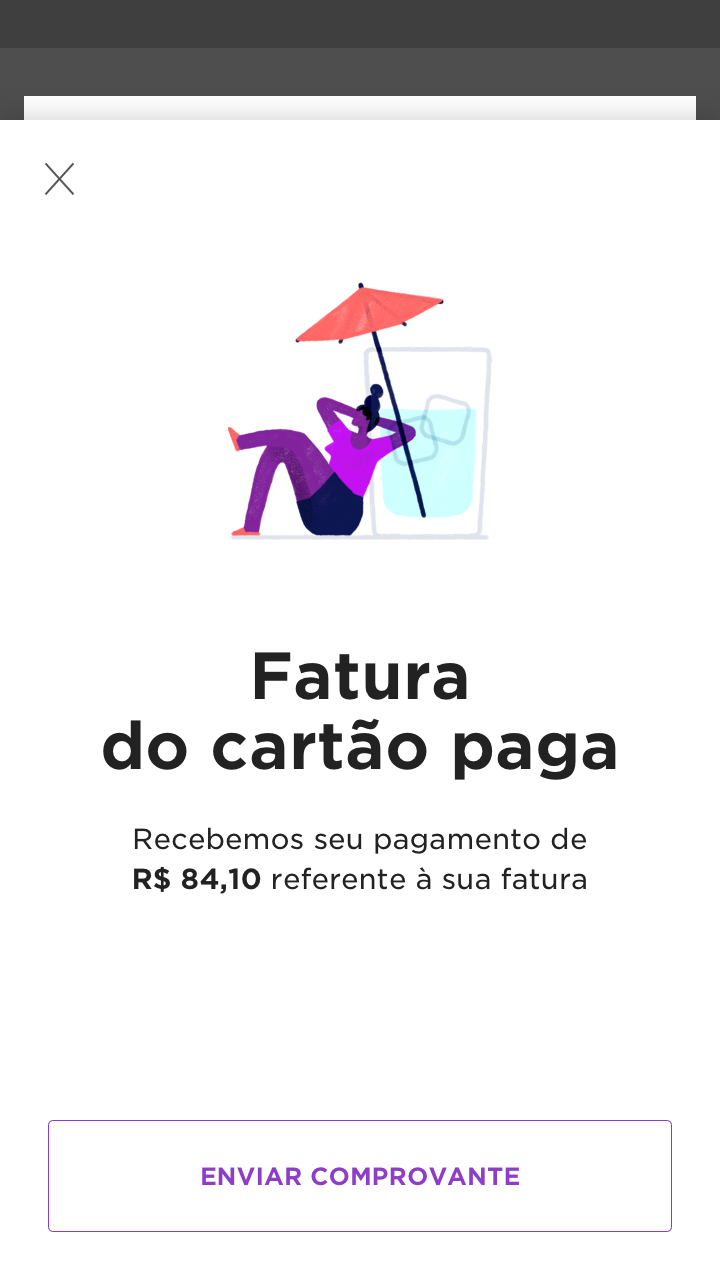 Fatura
do cartão paga
Recebemos seu pagamento de
R$ 84,10 referente à sua fatura
ENVIAR COMPROVANTE